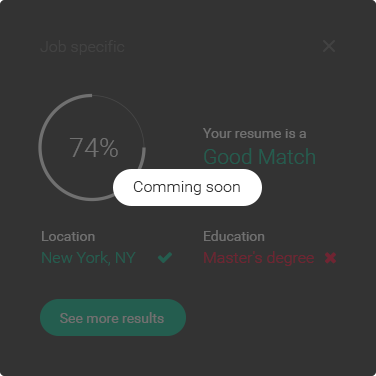 Job specific
74%
Your resume is a
Good Match
Comming soon
Location
New York, NY
Education
Master's degree
See more results